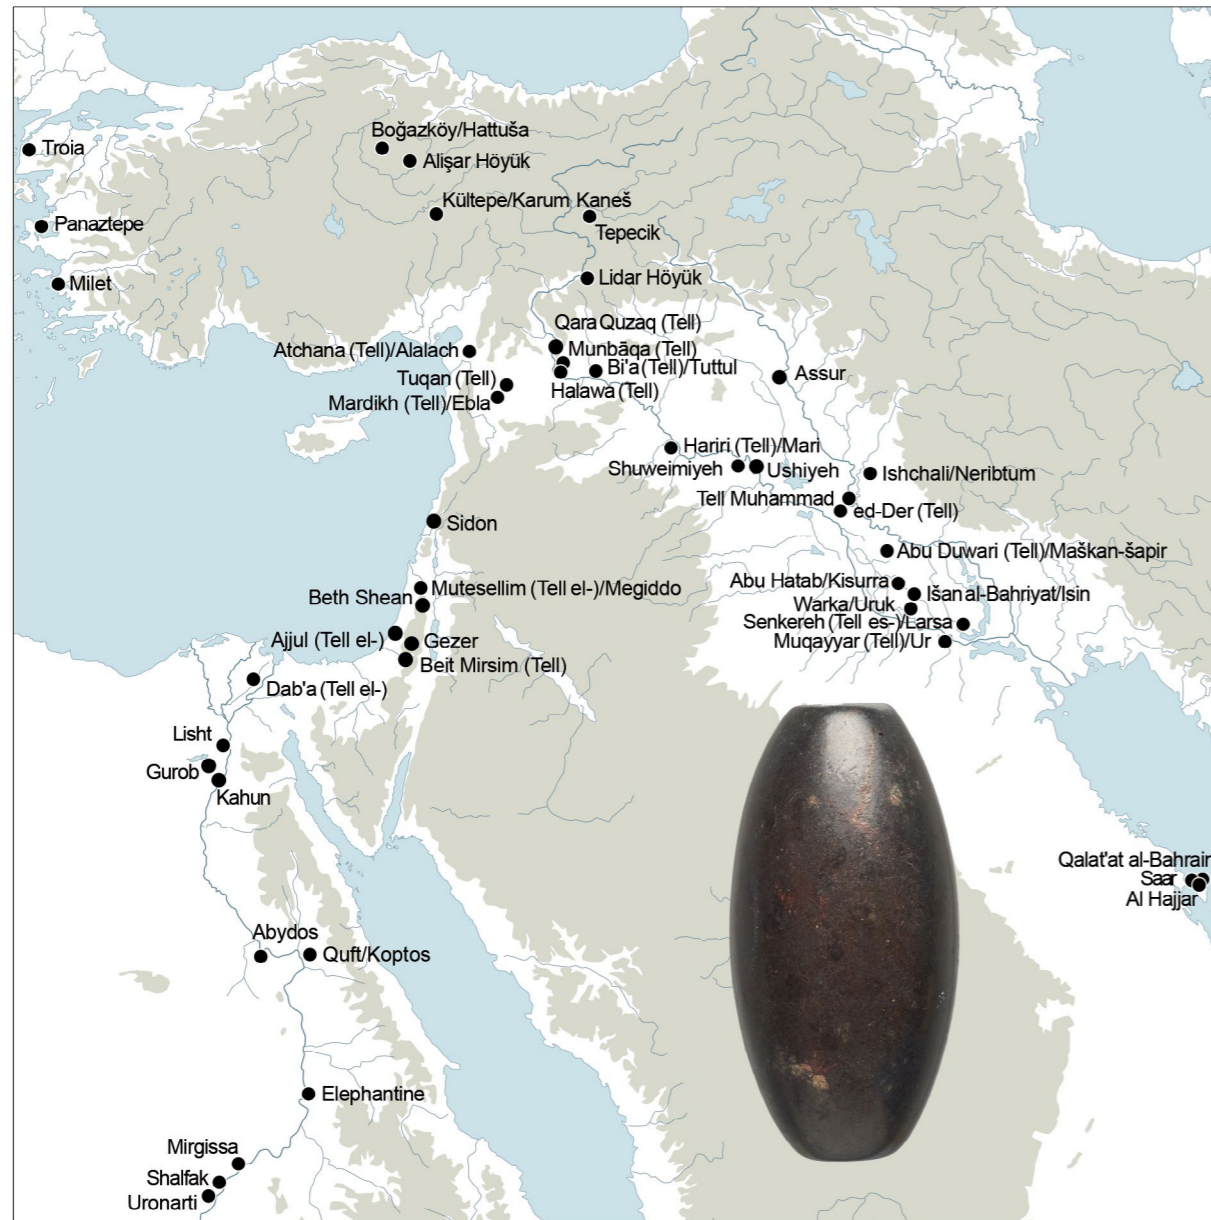 Troia
Boğazköy/Hattuša
Alişar Höyük
Kültepe/Karum Kaneš
Tepecik
Panaztepe
Milet
Lidar Höyük
Qara Quzaq (Tell)
Atchana (Tell)/Alalach
Munbāqa (Tell)
Bi'a (Tell)/Tuttul
Tuqan (Tell)
Halawa (Tell)
Mardikh (Tell)/Ebla
Assur
Hariri (Tell)/Mari
Shuweimiyeh
Ushiyeh
Ishchali/Neribtum
Tell Muhammad
ed-Der (Tell)
Sidon
Abu Duwari (Tell)/Maškan-šapir
Abu Hatab/Kisurra
Išan al-Bahriyat/Isin
Mutesellim (Tell el-)/Megiddo
Beth Shean
Warka/Uruk
Senkereh (Tell es-)/Larsa
Ajjul (Tell el-)
Gezer
Muqayyar (Tell)/Ur
Beit Mirsim (Tell)
Dab'a (Tell el-)
Lisht
Gurob
Kahun
Qalat'at al-Bahrain
Saar
Al Hajjar
Abydos
Quft/Koptos
Elephantine
Mirgissa
Shalfak
Uronarti